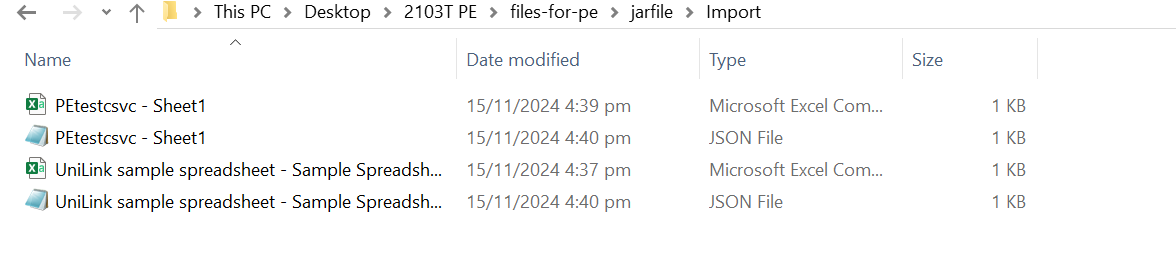 This PC > Desktop > 2103T PE > files-for-pe > jarfile > Import
Name Date modified Type Size
PEtestcsvc - Sheet1 15/11/2024 4:39 pm Microsoft Excel Com... 1 KB
PEtestcsvc - Sheet1 15/11/2024 4:40 pm JSON File 1 KB
UniLink sample spreadsheet - Sample Spreadsh... 15/11/2024 4:37 pm Microsoft Excel Com... 1 KB
UniLink sample spreadsheet - Sample Spreadsh... 15/11/2024 4:40 pm JSON File 1 KB